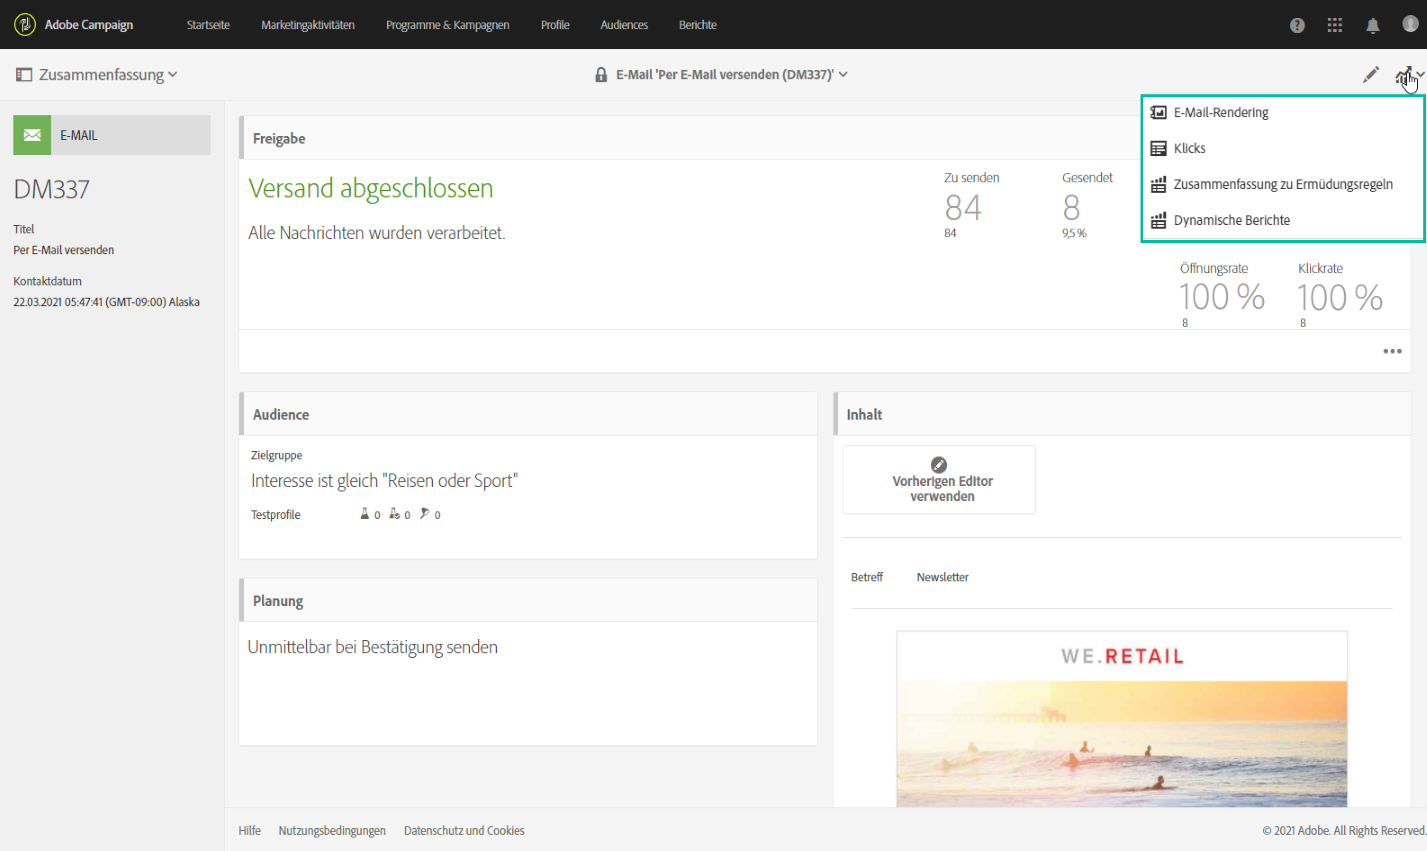 Adobe Campaign
Startseite
Marketingaktivitäten
Programme & Kampagnen
Profile
Audiences
Berichte
Zusammenfassung
E-Mail 'Per E-Mail versenden (DM337)'
E-Mail-Rendering
Klicks
Zusammenfassung zu Ermüdungsregeln
Dynamische Berichte
E-MAIL
DM337
Titel
Per E-Mail versenden
Kontaktdatum
22.03.2021 05:47:41 (GMT-09:00) Alaska
Freigabe
Versand abgeschlossen
Alle Nachrichten wurden verarbeitet.
Zu senden
84
84
Gesendet
8
9,5 %
Öffnungsrate
100 %
8
Klickrate
100 %
8
Audience
Zielgruppe
Interesse ist gleich "Reisen oder Sport"
Testprofile 0 0 0
Planung
Unmittelbar bei Bestätigung senden
Inhalt
Vorherigen Editor
verwenden
Betreff Newsletter
WE.RETAIL
Hilfe Nutzungsbedingungen Datenschutz und Cookies
© 2021 Adobe. All Rights Reserved.